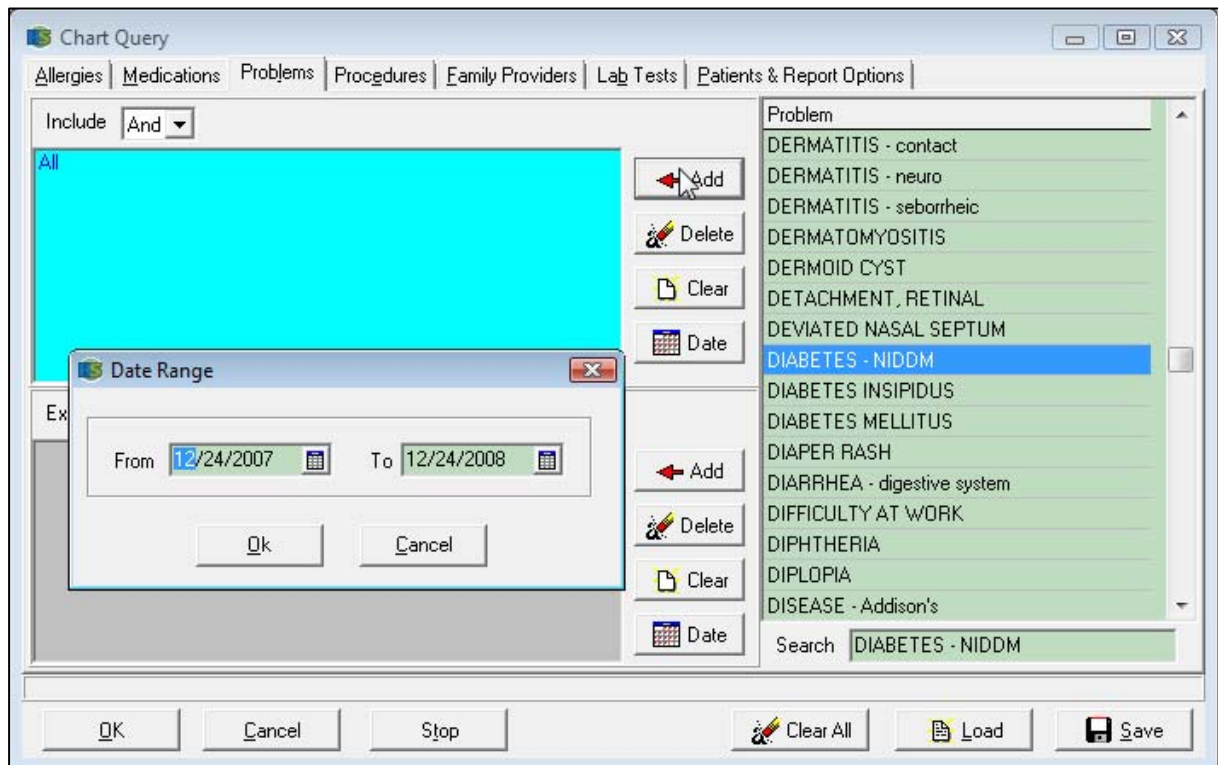 Chart Query
Allergies Medications Problems Procedures Family Providers Lab Tests Patients & Report Options
Include And
All
Add
Delete
Clear
Date
Date Range
From 12/24/2007 To 12/24/2008
Ok Cancel
Add
Delete
Clear
Date
Problem
DERMATITIS - contact
DERMATITIS - neuro
DERMATITIS - seborrheic
DERMATOMYOSITIS
DERMOID CYST
DETACHMENT, RETINAL
DEVIATED NASAL SEPTUM
DIABETES - NIDDM
DIABETES INSIPIDUS
DIABETES MELLITUS
DIAPER RASH
DIARRHEA - digestive system
DIFFICULTY AT WORK
DIPHTHERIA
DIPLOPIA
DISEASE - Addison's
Search DIABETES - NIDDM
OK Cancel Stop Clear All Load Save